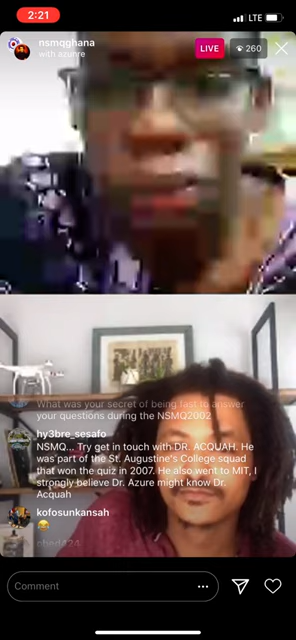 2:21
LTE
nsmqghana
with azunre
LIVE
260
What was your secret of being fast to answer
your questions during the NSMQ2002
hy3bre_sesafo
NSMQ... Try get in touch with DR. ACQUAH. He
was part of the St. Augustine's College squad
that won the quiz in 2007. He also went to MIT, I
strongly believe Dr. Azure might know Dr.
Acquah
kofosunkansah
😂
Comment